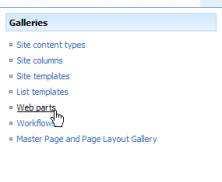 Galleries
Site content types
Site columns
Site templates
List templates
Web parts
Workflows
Master Page and Page Layout Gallery